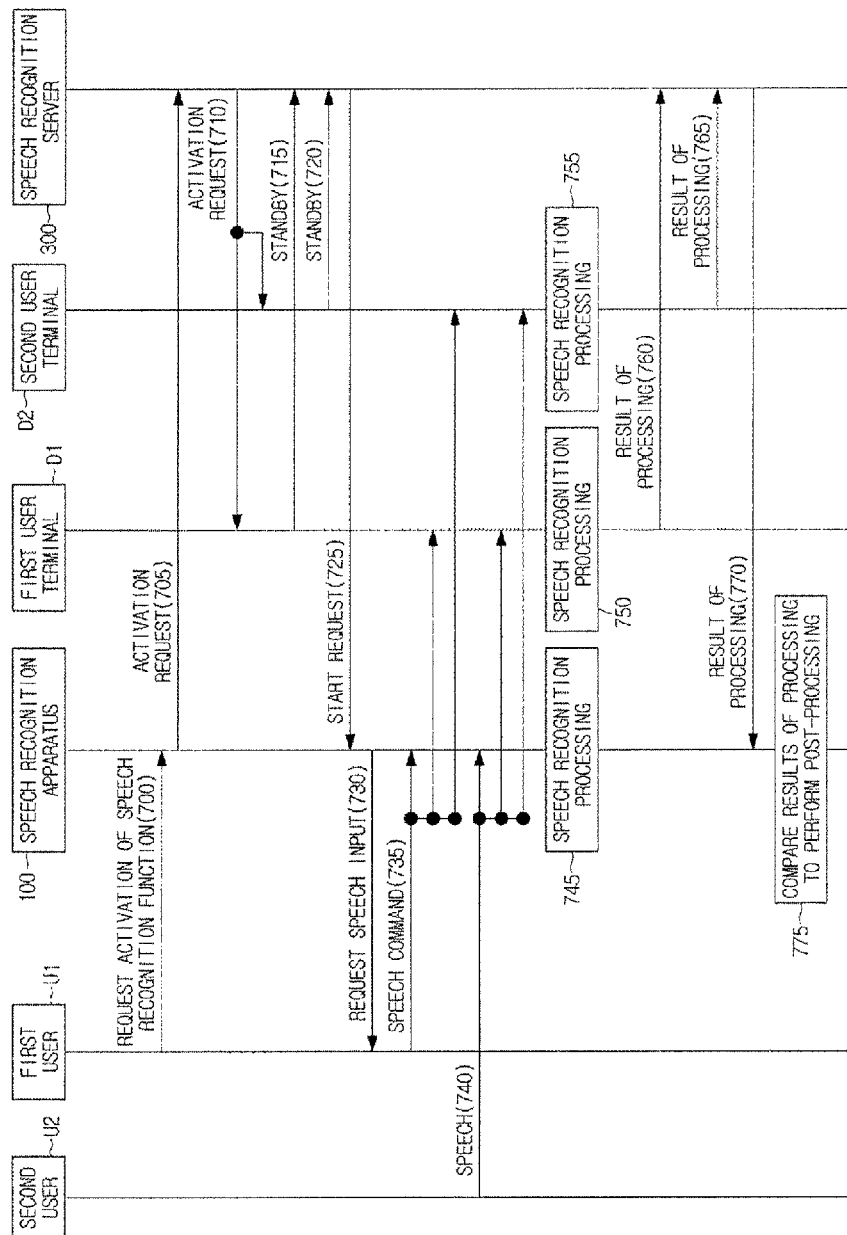 SECOND
USER
U2
FIRST
USER
U1
100
SPEECH RECOGNITION
APPARATUS
FIRST USER
TERMINAL
D1
D2
SECOND USER
TERMINAL
300
SPEECH RECOGNITION
SERVER
REQUEST ACTIVATION OF SPEECH
RECOGNITION FUNCTION(700)
ACTIVATION
REQUEST(705)
ACTIVATION
REQUEST(710)
STANDBY(715)
STANDBY(720)
START REQUEST(725)
REQUEST SPEECH INPUT(730)
SPEECH COMMAND(735)
SPEECH(740)
745
SPEECH RECOGNITION
PROCESSING
750
SPEECH RECOGNITION
PROCESSING
755
SPEECH RECOGNITION
PROCESSING
RESULT OF
PROCESSING(760)
RESULT OF
PROCESSING(765)
RESULT OF
PROCESSING(770)
775
COMPARE RESULTS OF PROCESSING
TO PERFORM POST-PROCESSING